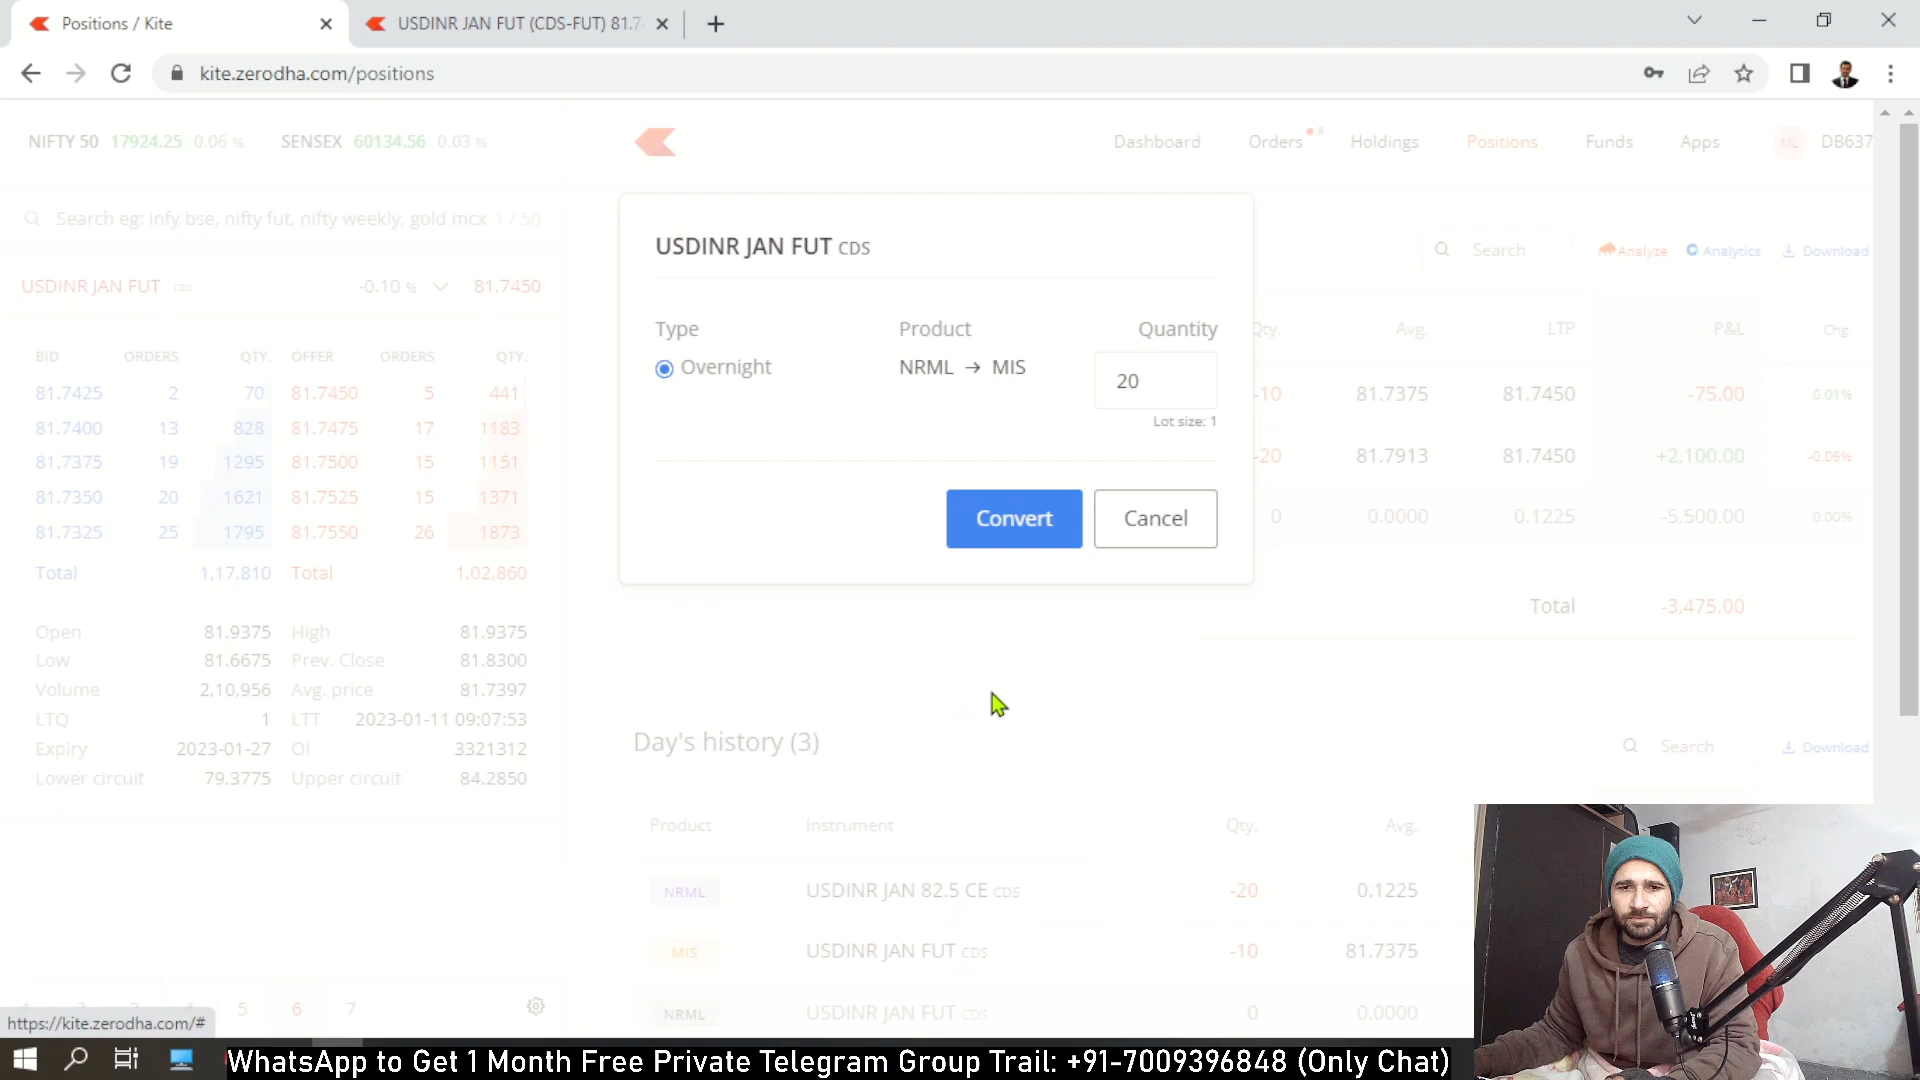 Positions / Kite
USDINR JAN FUT (CDS-FUT) 81.7
kite.zerodha.com/positions
NIFTY 50 17924.25 0.06 % SENSEX 60134.56 0.03 %
Dashboard Orders Holdings Positions Funds Apps ML DB637
Search eg: infy bse, nifty fut, nifty weekly, gold mcx 1 / 50
USDINR JAN FUT CDS
Search Analyze Analytics Download
USDINR JAN FUT CDS -0.10 % 81.7450
Type Product Quantity
Qty. Avg. LTP P&L Chg.
BID ORDERS QTY. OFFER ORDERS QTY.
Overnight NRML → MIS 20
Lot size: 1
81.7425 2 70 81.7450 5 441
-10 81.7375 81.7450 -75.00 0.01%
81.7400 13 828 81.7475 17 1183
81.7375 19 1295 81.7500 15 1151
-20 81.7913 81.7450 +2,100.00 -0.06%
81.7350 20 1621 81.7525 15 1371
Convert Cancel
0 0.0000 0.1225 -5,500.00 0.00%
81.7325 25 1795 81.7550 26 1873
Total 1,17,810 Total 1,02,860
Total -3,475.00
Open 81.9375 High 81.9375
Low 81.6675 Prev. Close 81.8300
Volume 2,10,956 Avg. price 81.7397
LTQ 1 LTT 2023-01-11 09:07:53
Expiry 2023-01-27 OI 3321312
Lower circuit 79.3775 Upper circuit 84.2850
Day's history (3) Search Download
Product Instrument Qty. Avg.
NRML USDINR JAN 82.5 CE CDS -20 0.1225
MIS USDINR JAN FUT CDS -10 81.7375
NRML USDINR JAN FUT CDS 0 0.0000
5 6 7
https://kite.zerodha.com/#
WhatsApp to Get 1 Month Free Private Telegram Group Trail: +91-7009396848 (Only Chat)